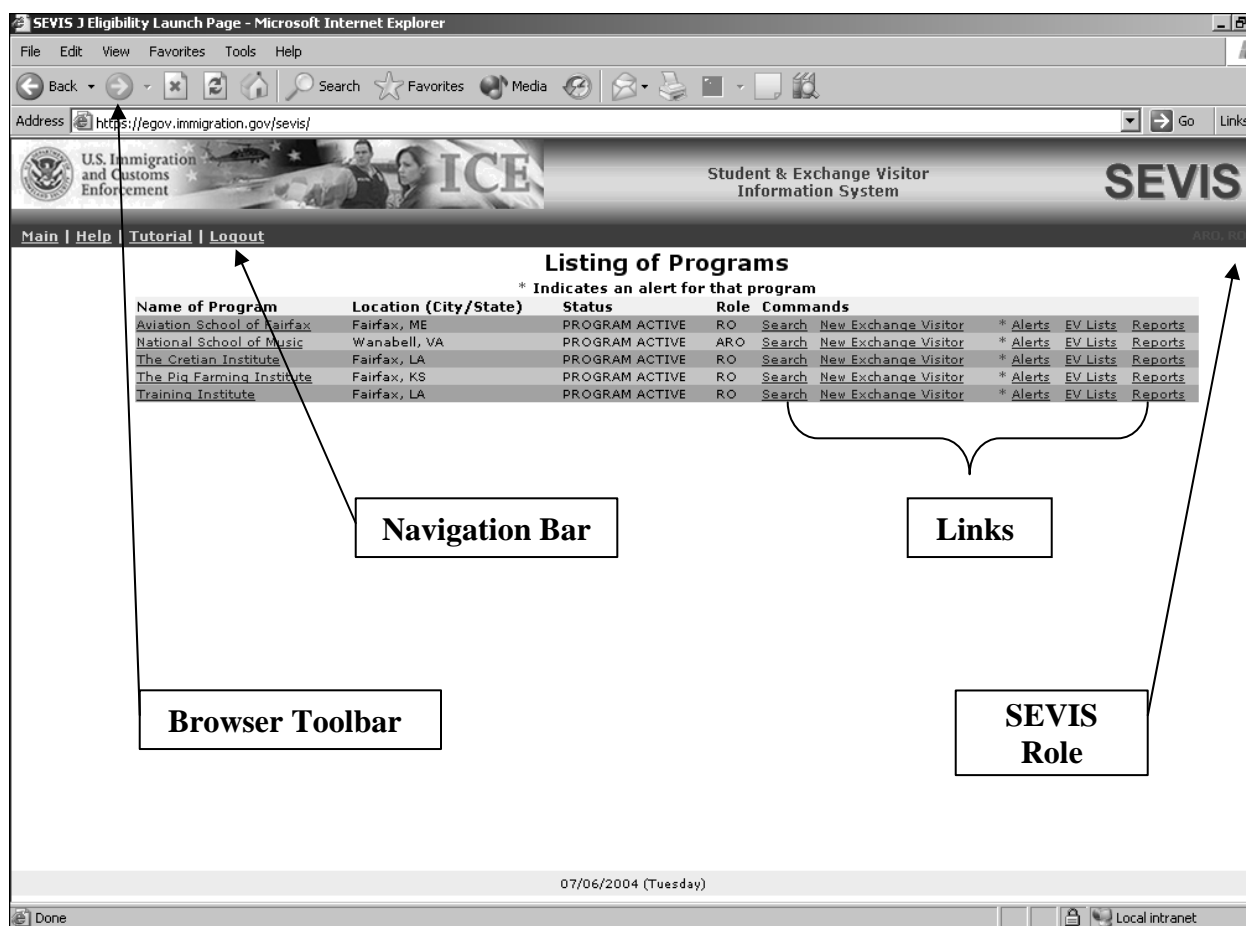 SEVIS J Eligibility Launch Page - Microsoft Internet Explorer
File Edit View Favorites Tools Help
Back Search Favorites Media
Address https://egov.immigration.gov/sevis/ Go Links
U.S. Immigration
and Customs
Enforcement
ICE
Student & Exchange Visitor
Information System
SEVIS
Main | Help | Tutorial | Logout ARO, RO
Listing of Programs
* Indicates an alert for that program
Name of Program Location (City/State) Status Role Commands
Aviation School of Fairfax Fairfax, ME PROGRAM ACTIVE RO Search New Exchange Visitor * Alerts EV Lists Reports
National School of Music Wanabell, VA PROGRAM ACTIVE ARO Search New Exchange Visitor * Alerts EV Lists Reports
The Cretian Institute Fairfax, LA PROGRAM ACTIVE RO Search New Exchange Visitor * Alerts EV Lists Reports
The Pig Farming Institute Fairfax, KS PROGRAM ACTIVE RO Search New Exchange Visitor * Alerts EV Lists Reports
Training Institute Fairfax, LA PROGRAM ACTIVE RO Search New Exchange Visitor * Alerts EV Lists Reports
Navigation Bar
Links
Browser Toolbar
SEVIS
Role
07/06/2004 (Tuesday)
Done Local intranet